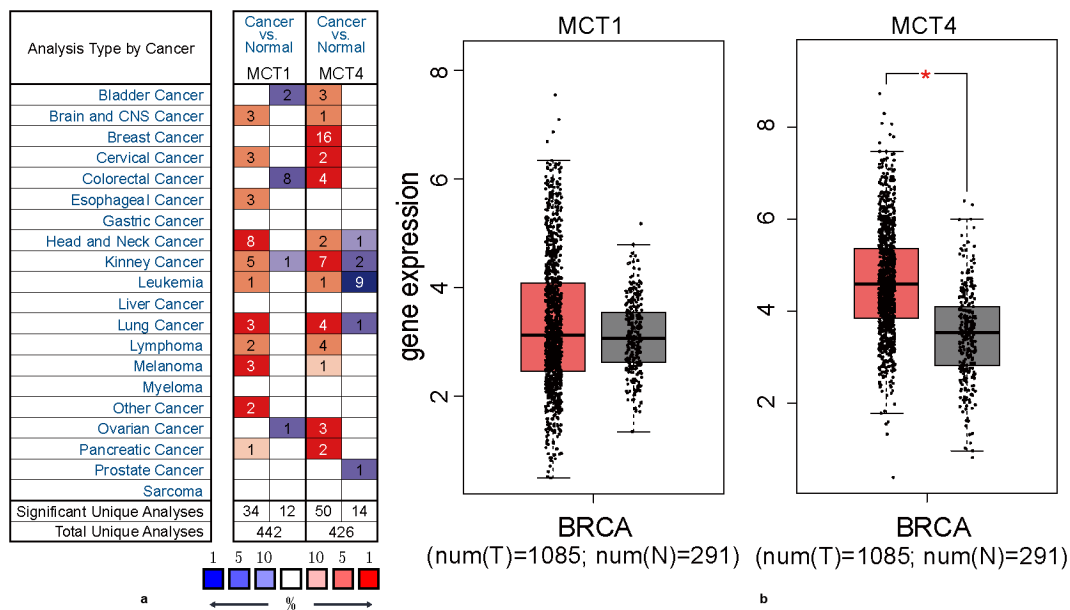 Analysis Type by Cancer
Cancer vs. Normal
Cancer vs. Normal
MCT1 MCT4
Bladder Cancer 2 3
Brain and CNS Cancer 3 1
Breast Cancer 16
Cervical Cancer 3 2
Colorectal Cancer 8 4
Esophageal Cancer 3
Gastric Cancer
Head and Neck Cancer 8 2 1
Kinney Cancer 5 1 7 2
Leukemia 1 1 9
Liver Cancer
Lung Cancer 3 4 1
Lymphoma 2 4
Melanoma 3 1
Myeloma
Other Cancer 2
Ovarian Cancer 1 3
Pancreatic Cancer 1 2
Prostate Cancer 1
Sarcoma
Significant Unique Analyses 34 12 50 14
Total Unique Analyses 442 426
1 5 10 10 5 1
%
a
MCT1
gene expression
8
6
4
2
BRCA
(num(T)=1085; num(N)=291)
MCT4
*
8
6
4
2
BRCA
(num(T)=1085; num(N)=291)
b